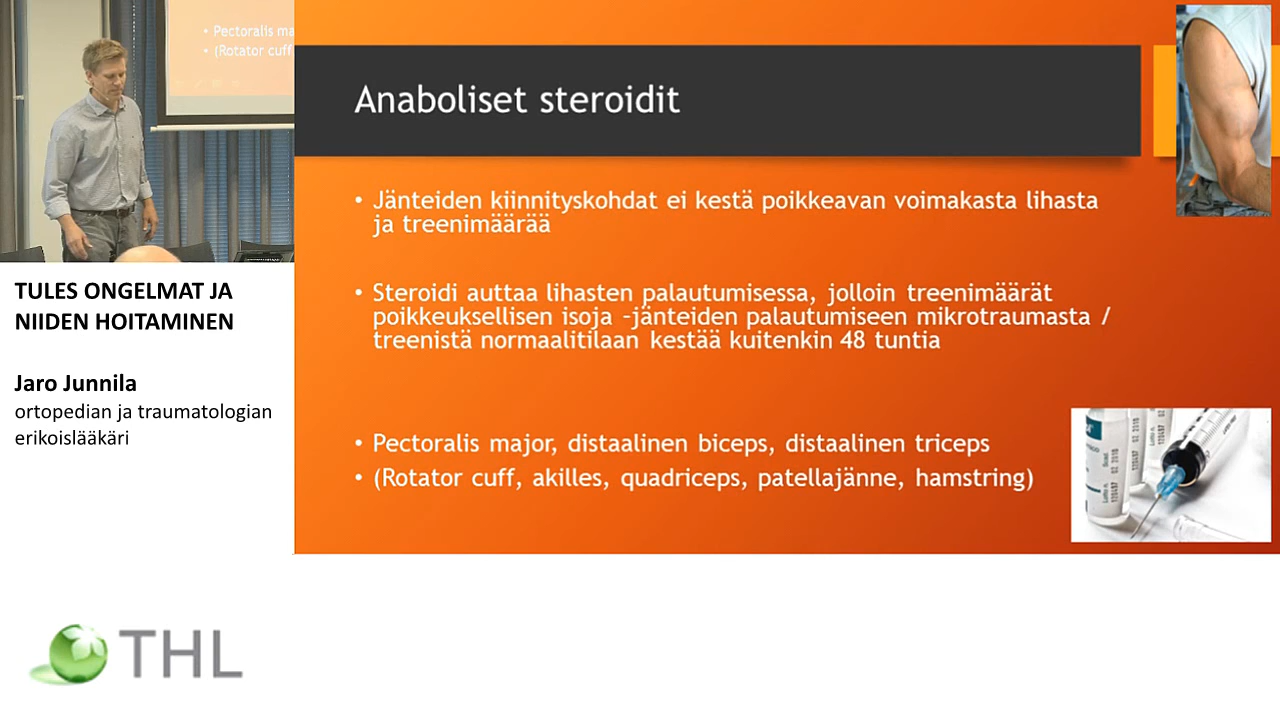 • Pectoralis ma
• (Rotator cuff
Anaboliset steroidit
• Jänteiden kiinnityskohdat ei kestä poikkeavan voimakasta lihasta
ja treenimäärää
• Steroidi auttaa lihasten palautumisessa, jolloin treenimäärät
poikkeuksellisen isoja -jänteiden palautumiseen mikrotraumasta /
treenistä normaalitilaan kestää kuitenkin 48 tuntia
• Pectoralis major, distaalinen biceps, distaalinen triceps
• (Rotator cuff, akilles, quadriceps, patellajänne, hamstring)
TULES ONGELMAT JA
NIIDEN HOITAMINEN
Jaro Junnila
ortopedian ja traumatologian
erikoislääkäri
THL